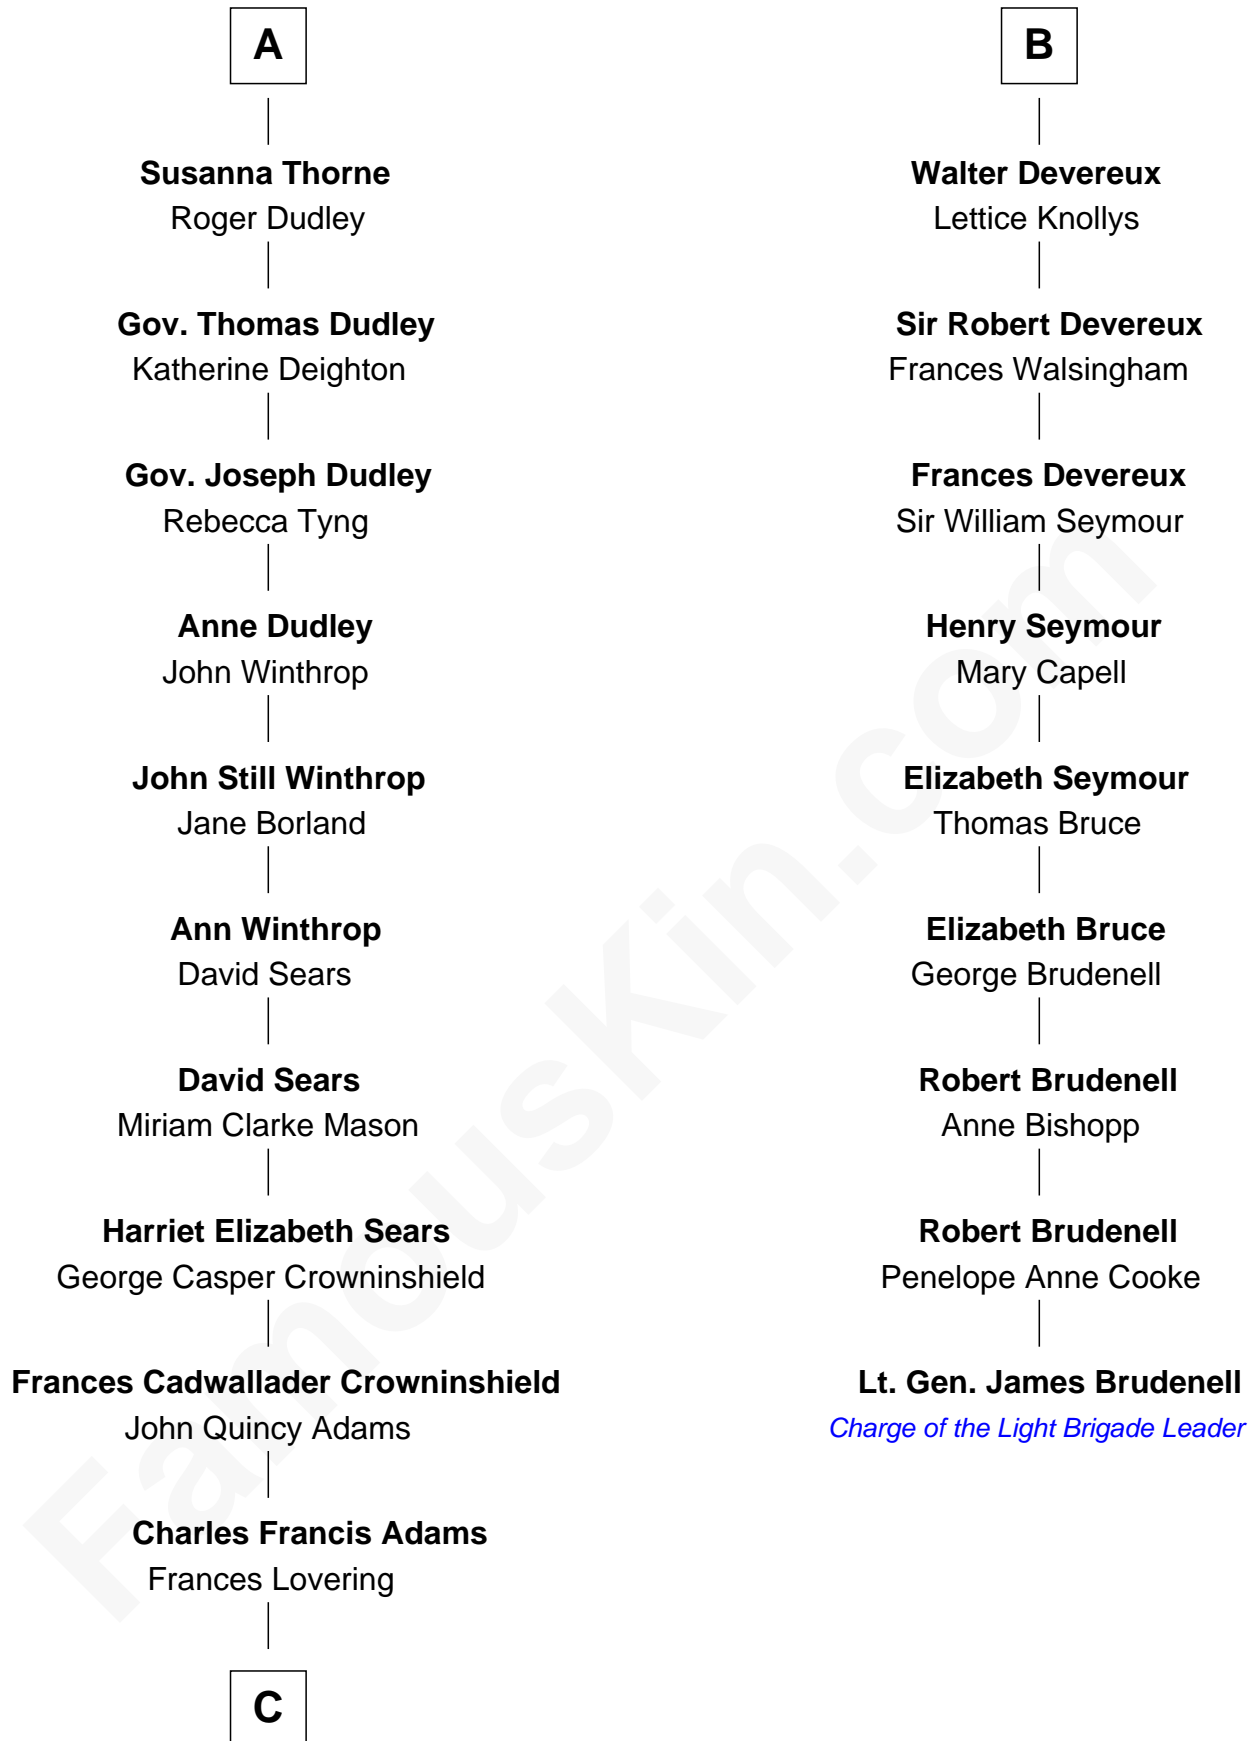 A
Susanna Thorne
Roger Dudley
Gov. Thomas Dudley
Katherine Deighton
Gov. Joseph Dudley
Rebecca Tyng
Anne Dudley
John Winthrop
John Still Winthrop
Jane Borland
Ann Winthrop
David Sears
David Sears
Miriam Clarke Mason
Harriet Elizabeth Sears
George Casper Crowninshield
Frances Cadwallader Crowninshield
John Quincy Adams
Charles Francis Adams
Frances Lovering
C
B
Walter Devereux
Lettice Knollys
Sir Robert Devereux
Frances Walsingham
Frances Devereux
Sir William Seymour
Henry Seymour
Mary Capell
Elizabeth Seymour
Thomas Bruce
Elizabeth Bruce
George Brudenell
Robert Brudenell
Anne Bishopp
Robert Brudenell
Penelope Anne Cooke
Lt. Gen. James Brudenell
Charge of the Light Brigade Leader
FamousKin.com